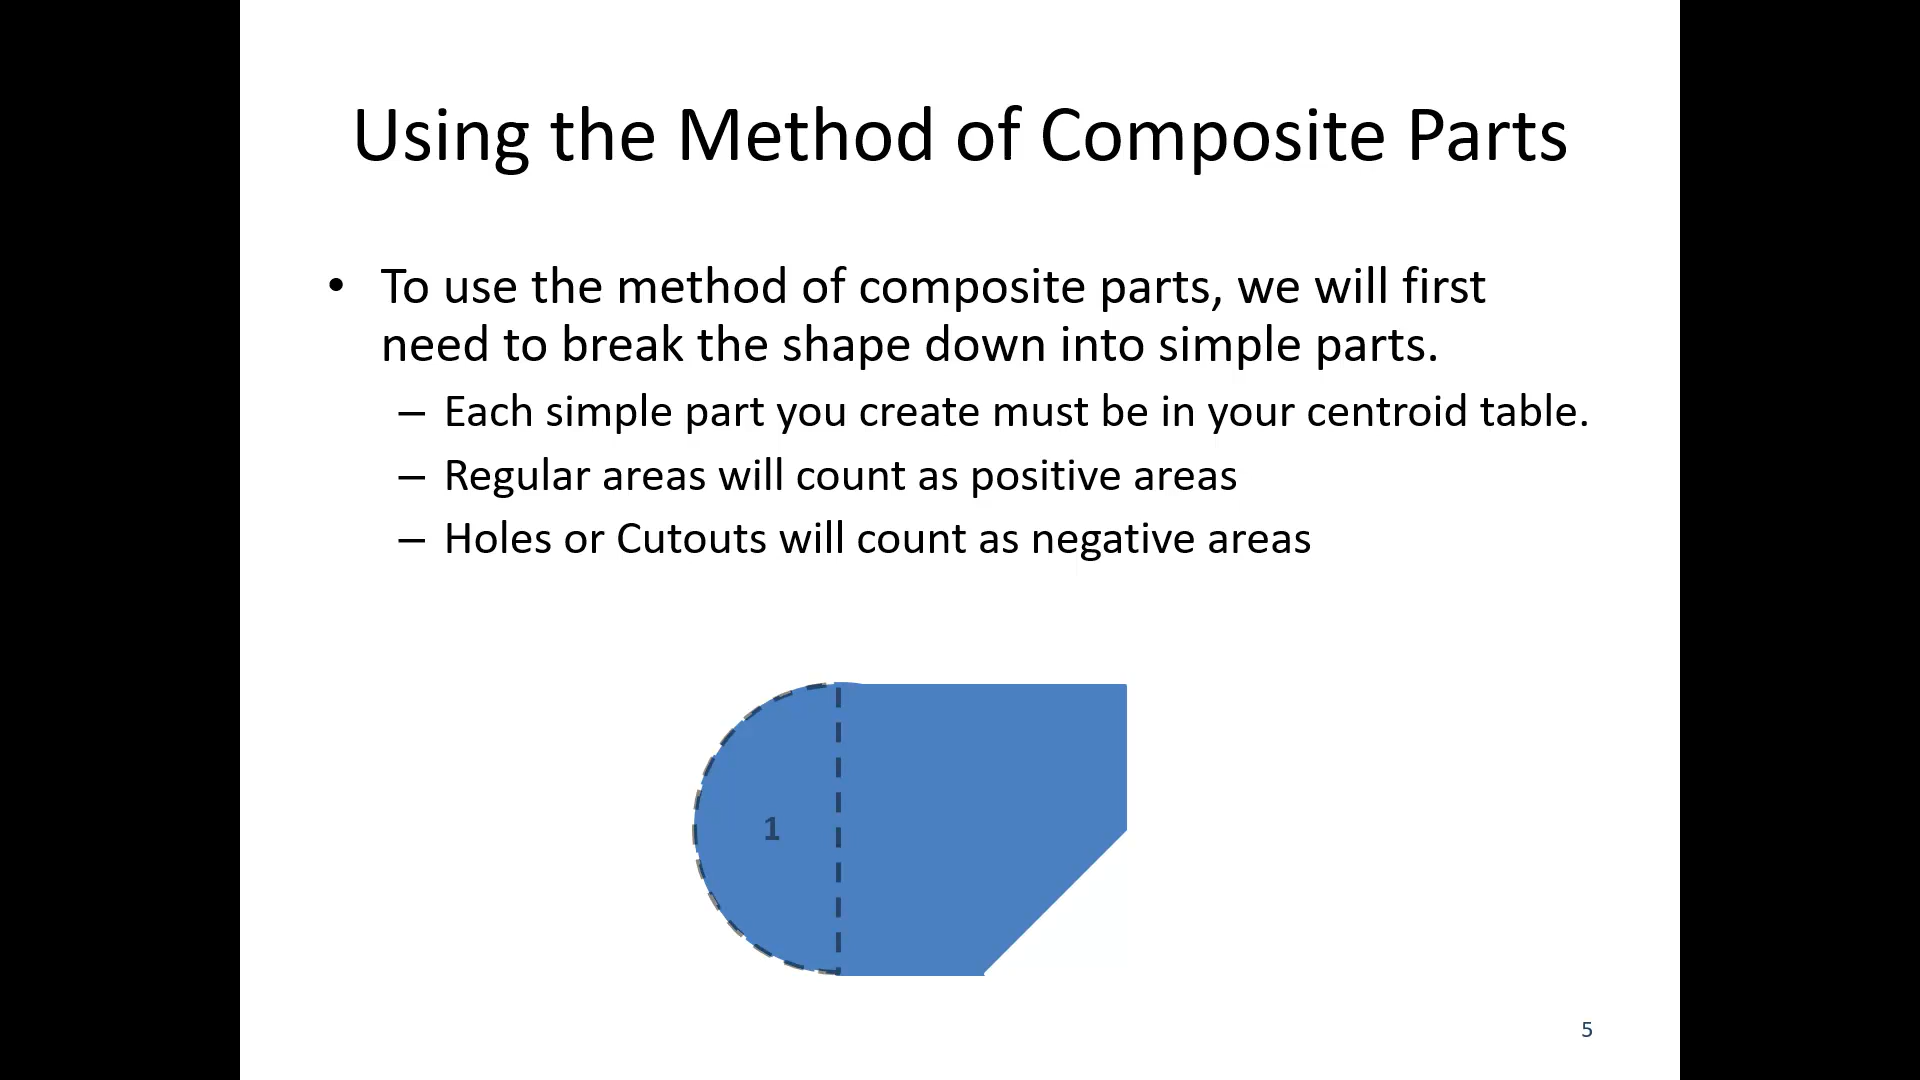 Using the Method of Composite Parts
• To use the method of composite parts, we will first
need to break the shape down into simple parts.
– Each simple part you create must be in your centroid table.
– Regular areas will count as positive areas
– Holes or Cutouts will count as negative areas
1
5